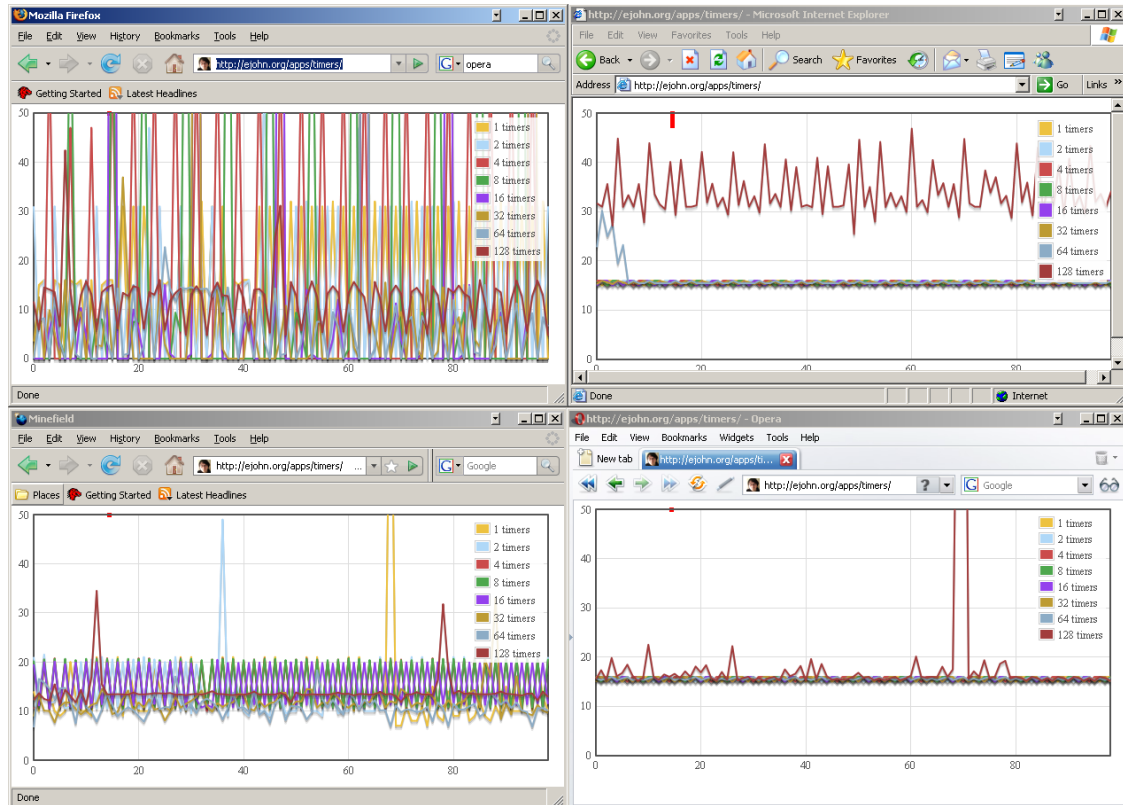 Mozilla Firefox
File Edit View History Bookmarks Tools Help
http://ejohn.org/apps/timers/ G opera
Getting Started Latest Headlines
50
40
30
20
10
0
0 20 40 60 80
1 timers
2 timers
4 timers
8 timers
16 timers
32 timers
64 timers
128 timers
Done
http://ejohn.org/apps/timers/ - Microsoft Internet Explorer
File Edit View Favorites Tools Help
Back Search Favorites
Address http://ejohn.org/apps/timers/ Go Links »
50
40
30
20
10
0
0 20 40 60 80
1 timers
2 timers
4 timers
8 timers
16 timers
32 timers
64 timers
128 timers
Done Internet
Minefield
File Edit View History Bookmarks Tools Help
http://ejohn.org/apps/timers/ ... G Google
Places Getting Started Latest Headlines
50
40
30
20
10
0
0 20 40 60 80
1 timers
2 timers
4 timers
8 timers
16 timers
32 timers
64 timers
128 timers
Done
http://ejohn.org/apps/timers/ - Opera
File Edit View Bookmarks Widgets Tools Help
New tab http://ejohn.org/apps/ti...
http://ejohn.org/apps/timers/ ? G Google
50
40
30
20
10
0
0 20 40 60 80
1 timers
2 timers
4 timers
8 timers
16 timers
32 timers
64 timers
128 timers